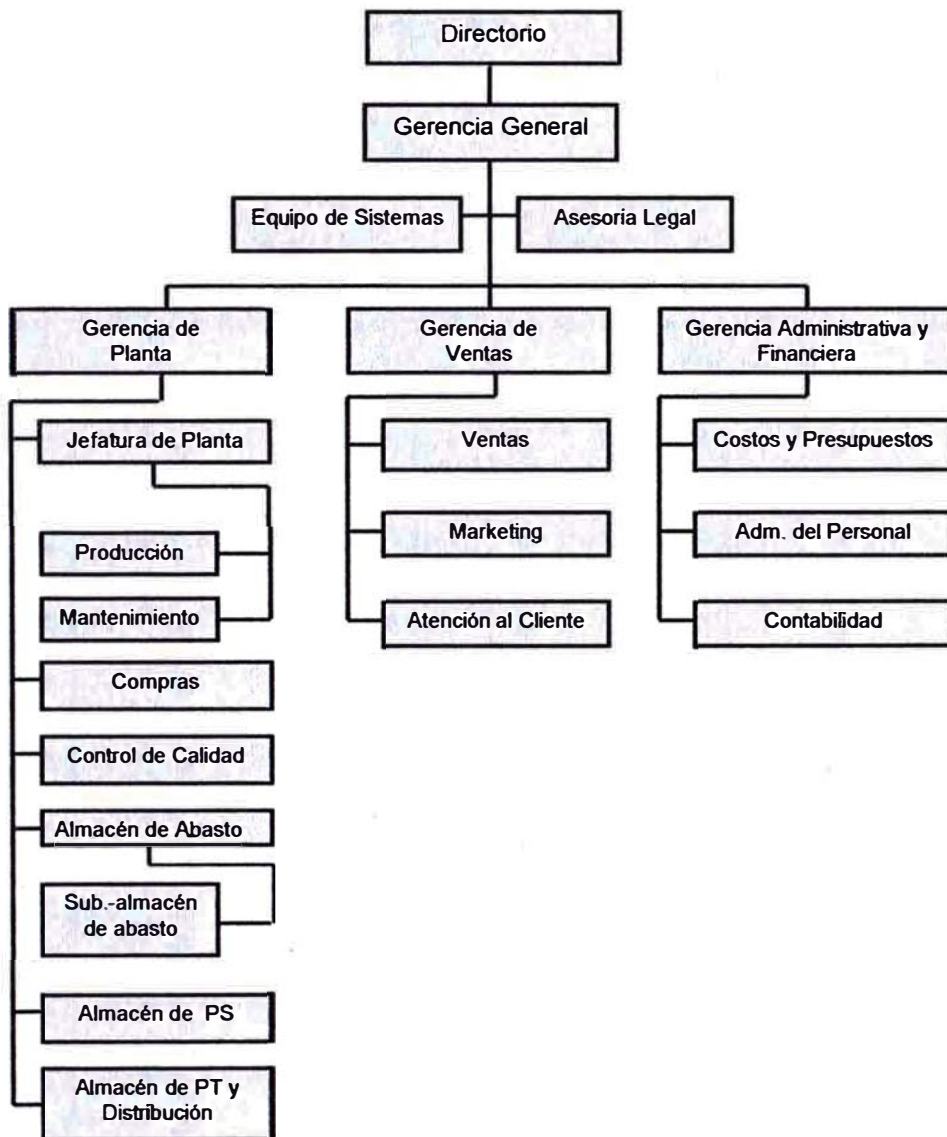 Directorio
Gerencia General
Equipo de Sistemas
Asesoria Legal
Gerencia de
Planta
Gerencia de
Ventas
Gerencia Administrativa y
Financiera
Jefatura de Planta
Producción
Mantenimiento
Compras
Control de Calidad
Almacén de Abasto
Sub.-almacén
de abasto
Almacén de PS
Almacén de PT y
Distribución
Ventas
Marketing
Atención al Cliente
Costos y Presupuestos
Adm. del Personal
Contabilidad